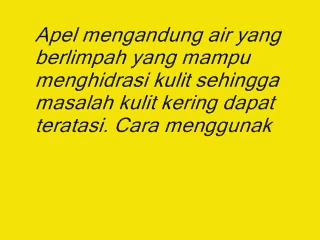 Apel mengandung air yang
berlimpah yang mampu
menghidrasi kulit sehingga
masalah kulit kering dapat
teratasi. Cara menggunak